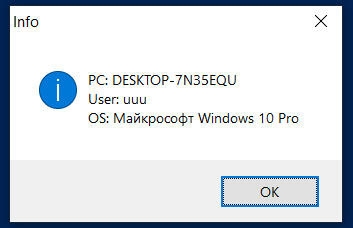 Info
PC: DESKTOP-7N35EQU
User: uuu
OS: Майкрософт Windows 10 Pro
OK